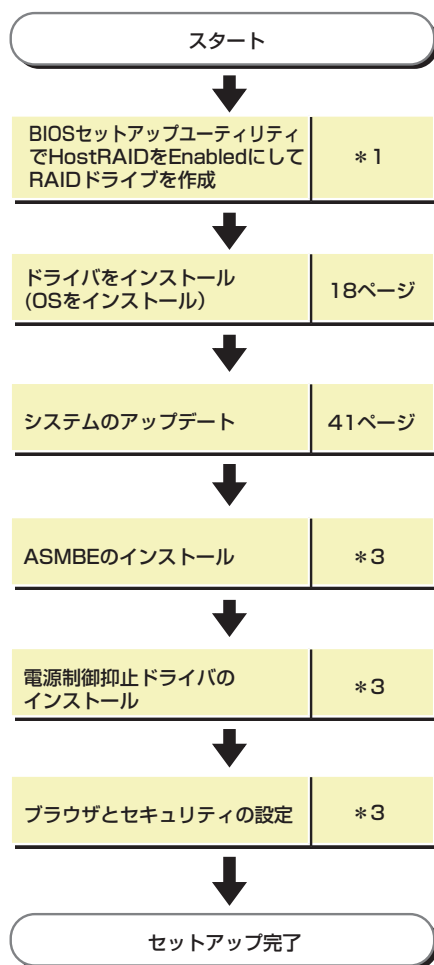 スタート
BIOSセットアップユーティリティ
でHostRAIDをEnabledにして
RAIDドライブを作成
＊1
ドライバをインストール
(OSをインストール）
18ページ
システムのアップデート
41ページ
ASMBEのインストール
＊3
電源制御抑止ドライバの
インストール
＊3
ブラウザとセキュリティの設定
＊3
セットアップ完了